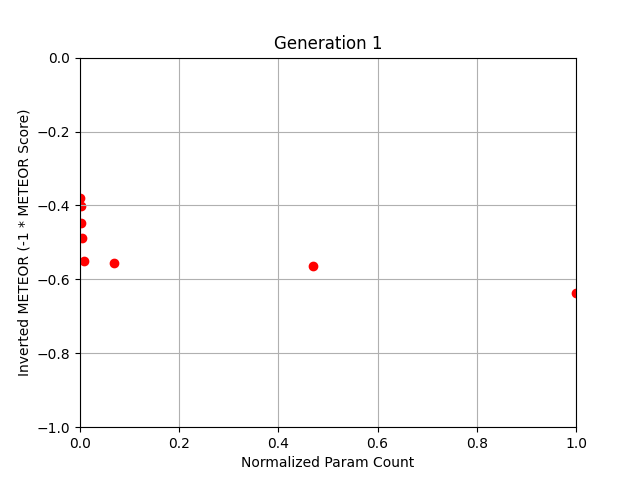 Generation 1
Inverted METEOR (-1 * METEOR Score)
0.0
−0.2
−0.4
−0.6
−0.8
−1.0
0.0 0.2 0.4 0.6 0.8 1.0
Normalized Param Count